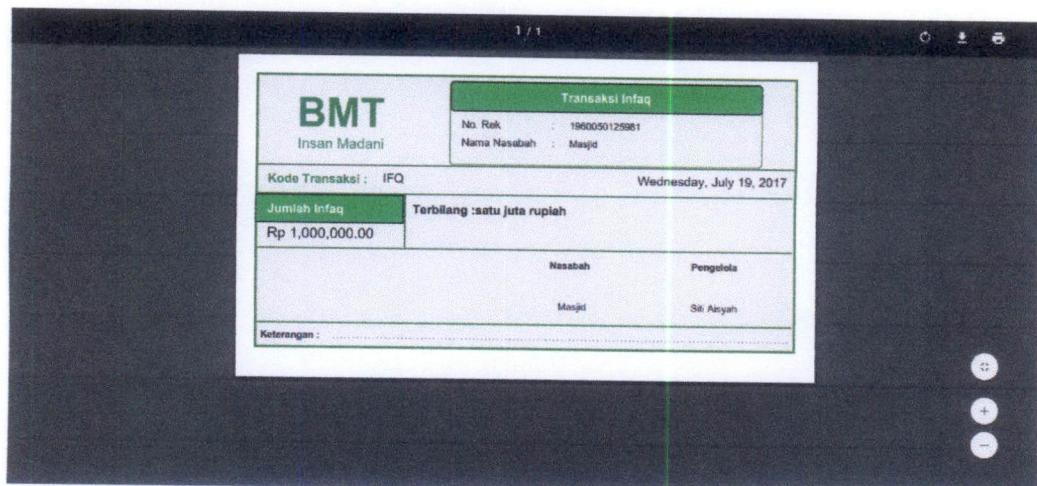 1 / 1
BMT
Insan Madani
Transaksi Infaq
No. Rek : 1960050125981
Nama Nasabah : Masjid
Kode Transaksi : IFQ
Wednesday, July 19, 2017
Jumlah Infaq
Terbilang :satu juta rupiah
Rp 1,000,000.00
Nasabah Pengelola
Masjid Siti Aisyah
Keterangan :